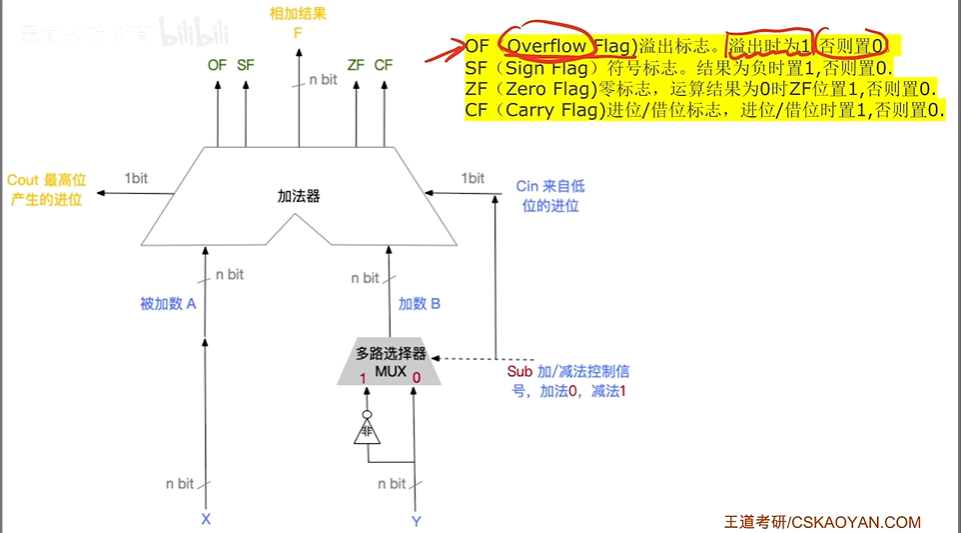 bilibili
相加结果
F
OF SF
n bit
ZF CF
OF（Overflow Flag)溢出标志。溢出时为1,否则置0.
SF（Sign Flag）符号标志。结果为负时置1,否则置0.
ZF（Zero Flag)零标志，运算结果为0时ZF位置1,否则置0.
CF（Carry Flag)进位/借位标志，进位/借位时置1,否则置0.
Cout 最高位
产生的进位
1bit
加法器
1bit
Cin 来自低
位的进位
n bit
n bit
被加数 A
加数 B
多路选择器
MUX
1 0
Sub 加/减法控制信
号，加法0，减法1
非
n bit
n bit
X
Y
王道考研/CSKAOYAN.COM